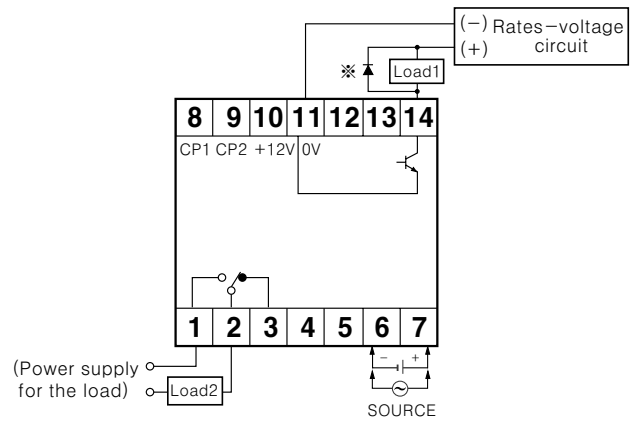 (−) Rates−voltage
(+) circuit
※ Load1
8 9 10 11 12 13 14
CP1 CP2 +12V 0V
1 2 3 4 5 6 7
(Power supply
for the load)
Load2
− +
SOURCE